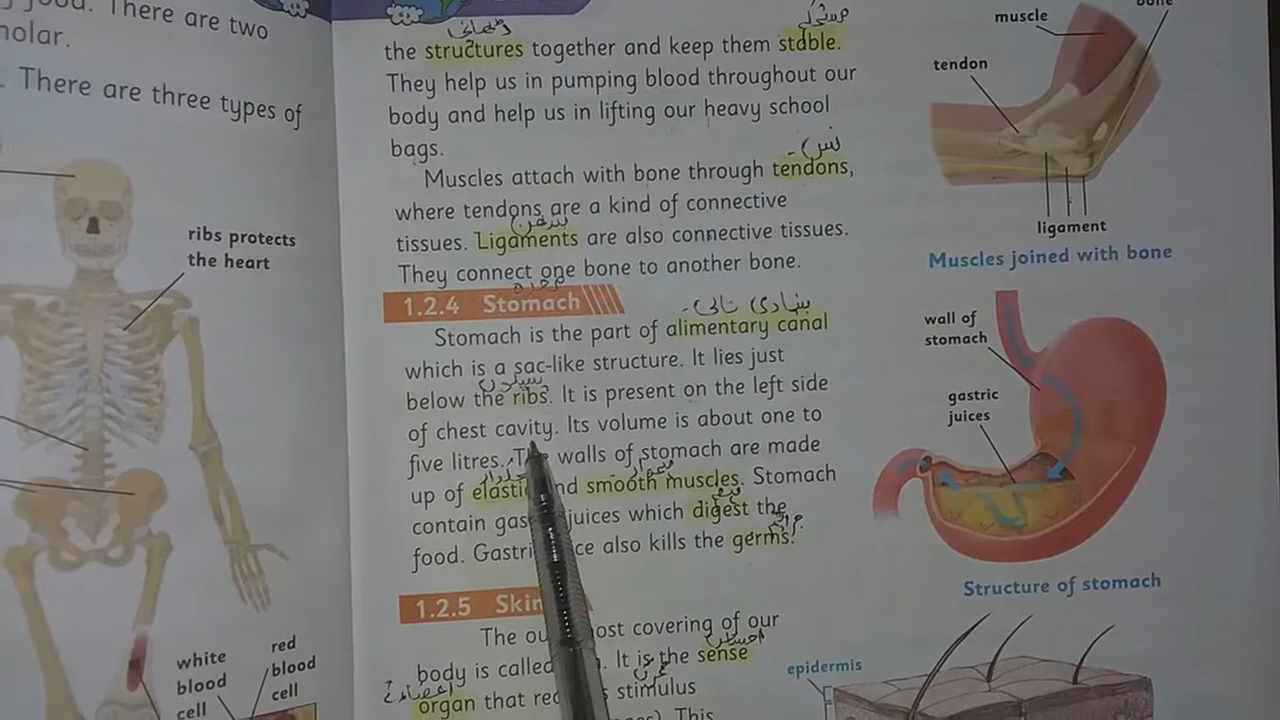 There are two
holar.
. There are three types of
ribs protects
the heart
white
blood
cell
red
blood
cell
the structures together and keep them stable.
They help us in pumping blood throughout our
body and help us in lifting our heavy school
bags.
Muscles attach with bone through tendons,
where tendons are a kind of connective
tissues. Ligaments are also connective tissues.
They connect one bone to another bone.
1.2.4 Stomach
بنیادی نالی
Stomach is the part of alimentary canal
which is a sac-like structure. It lies just
below the ribs. It is present on the left side
of chest cavity. Its volume is about one to
five litres. The walls of stomach are made
up of elastic and smooth muscles. Stomach
contain gas juices which digest the
food. Gastri ce also kills the germs.
1.2.5 Skin
The ou most covering of our
body is called . It is the sense
organ that rec s stimulus
This
muscle
bone
tendon
ligament
Muscles joined with bone
wall of
stomach
gastric
juices
Structure of stomach
epidermis